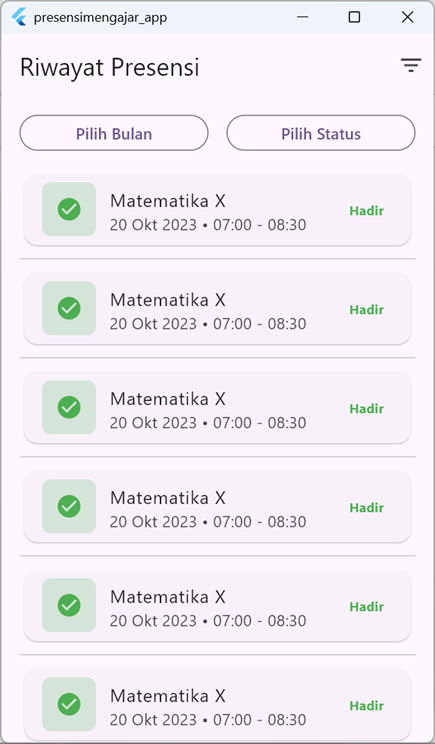 presensimengajar_app
Riwayat Presensi
Pilih Bulan
Pilih Status
Matematika X
20 Okt 2023 • 07:00 - 08:30
Hadir
Matematika X
20 Okt 2023 • 07:00 - 08:30
Hadir
Matematika X
20 Okt 2023 • 07:00 - 08:30
Hadir
Matematika X
20 Okt 2023 • 07:00 - 08:30
Hadir
Matematika X
20 Okt 2023 • 07:00 - 08:30
Hadir
Matematika X
20 Okt 2023 • 07:00 - 08:30
Hadir